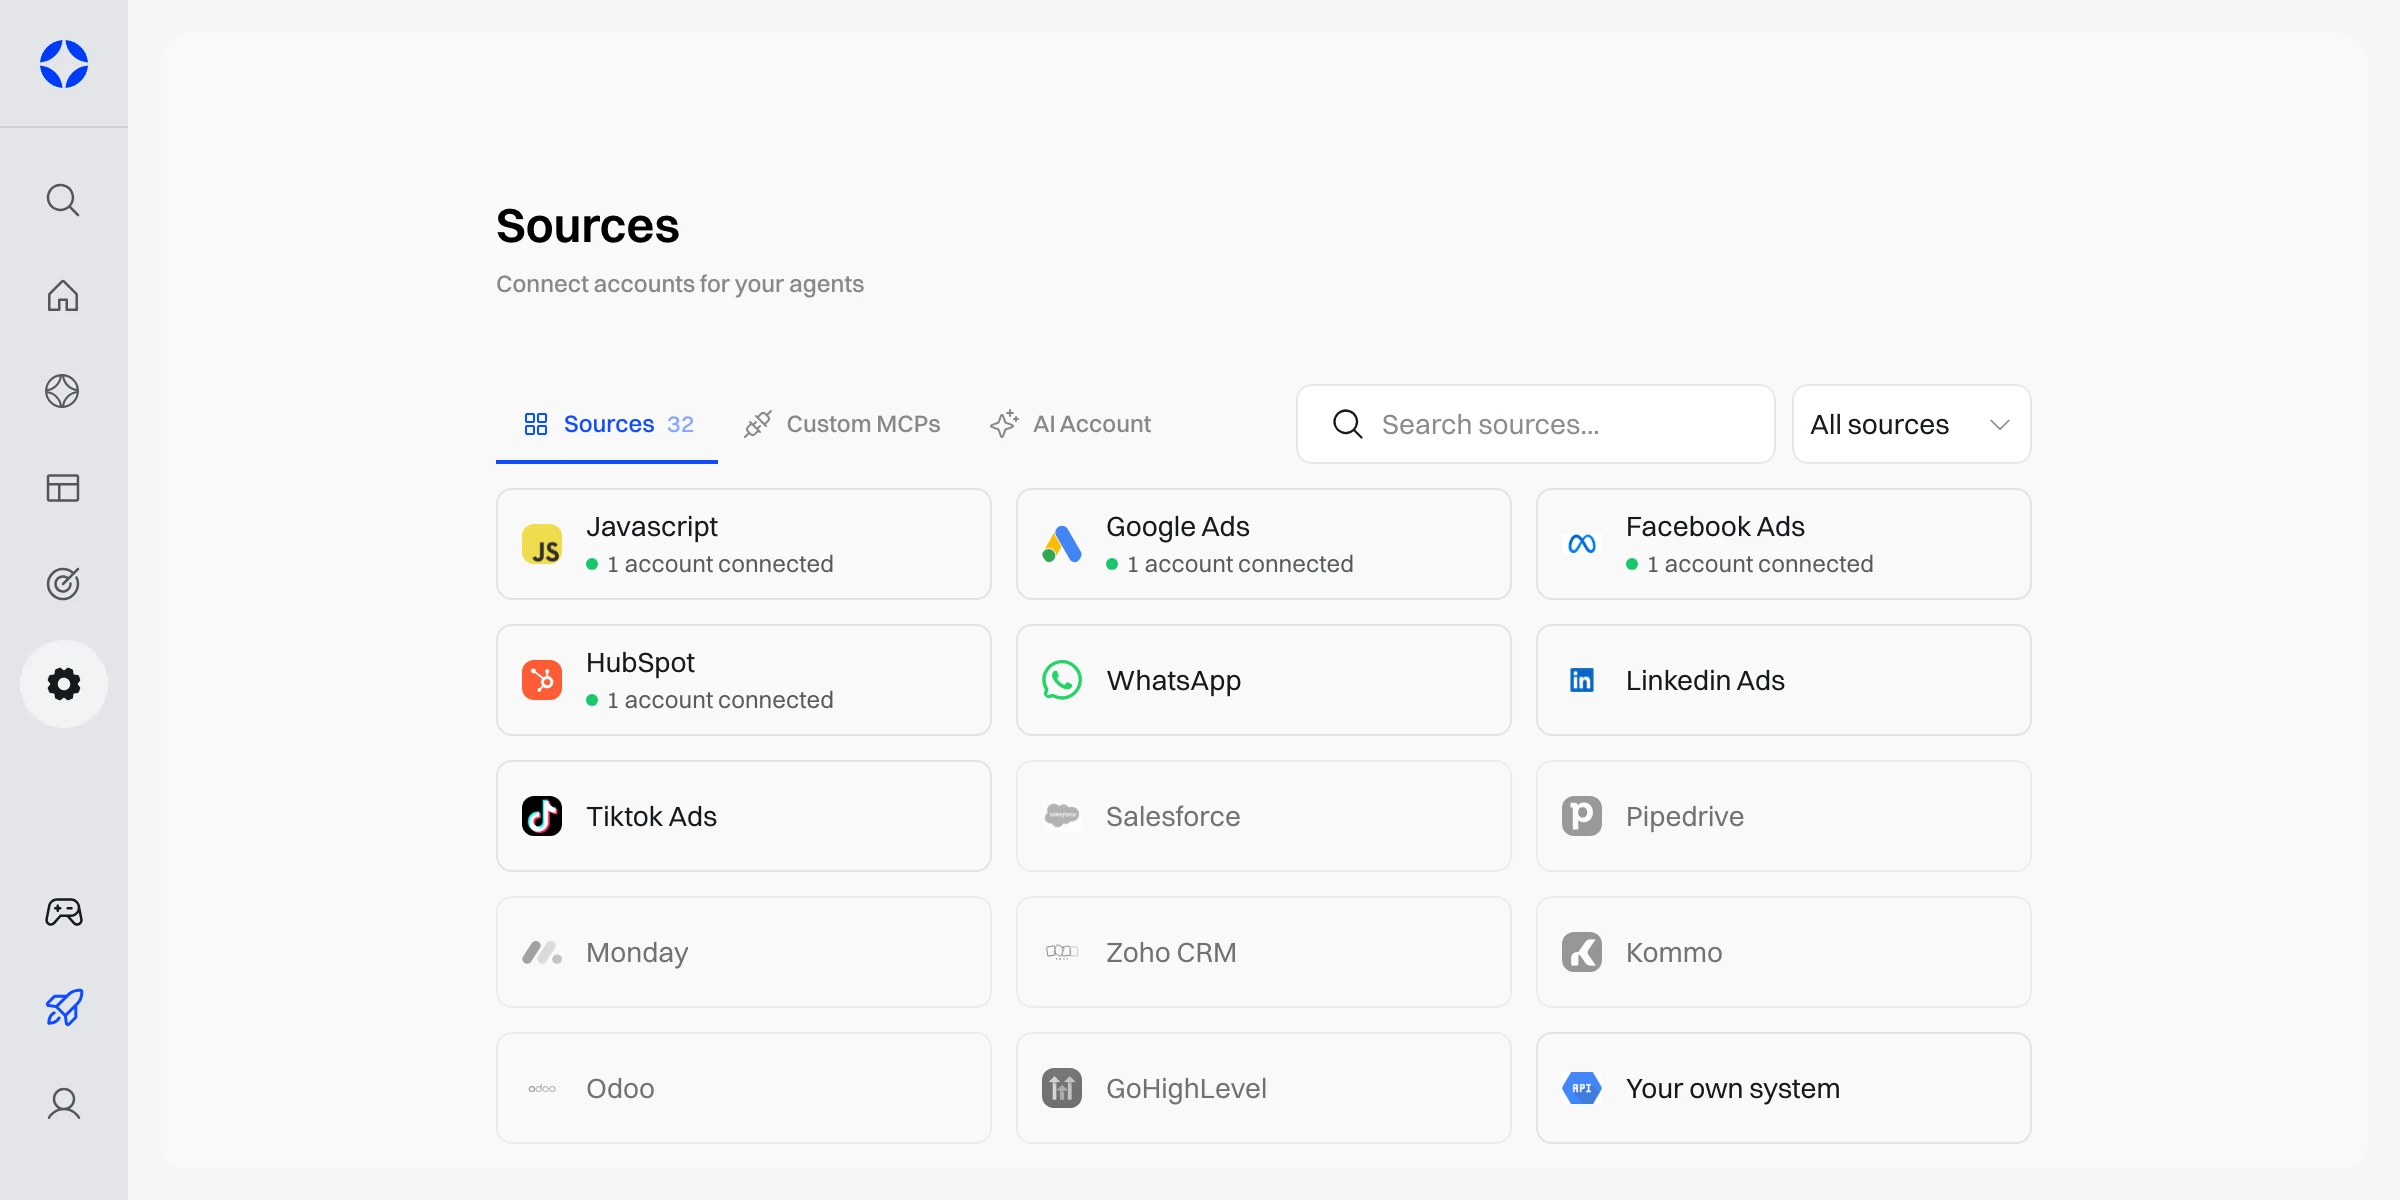 Sources
Connect accounts for your agents
Sources 32
Custom MCPs
AI Account
Search sources...
All sources
JS
Javascript
1 account connected
Google Ads
1 account connected
Facebook Ads
1 account connected
HubSpot
1 account connected
WhatsApp
in
Linkedin Ads
Tiktok Ads
salesforce
Salesforce
p
Pipedrive
Monday
Zoho CRM
Kommo
odoo
Odoo
GoHighLevel
API
Your own system